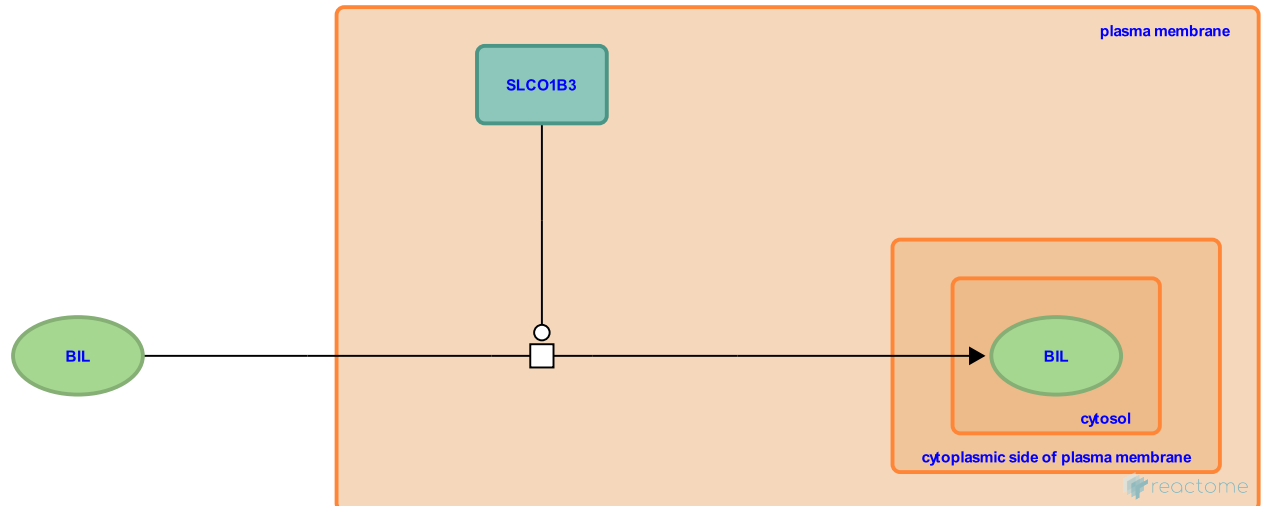 plasma membrane
SLCO1B3
BIL
BIL
cytosol
cytoplasmic side of plasma membrane
reactome